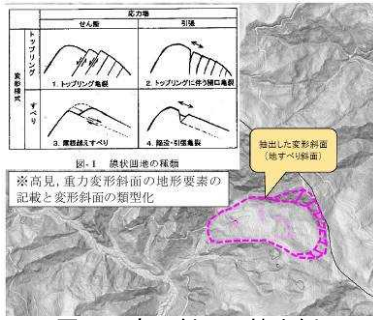 応力場
せん断 引張
変形様式
トップリング
すべり
1. トップリング亀裂
2. トップリングに伴う開口亀裂
3. 尾根越えすべり
4. 陥没・引張亀裂
図-1 線状凹地の種類
※高見,重力変形斜面の地形要素の
記載と変形斜面の類型化
抽出した変形斜面
(地すべり斜面)